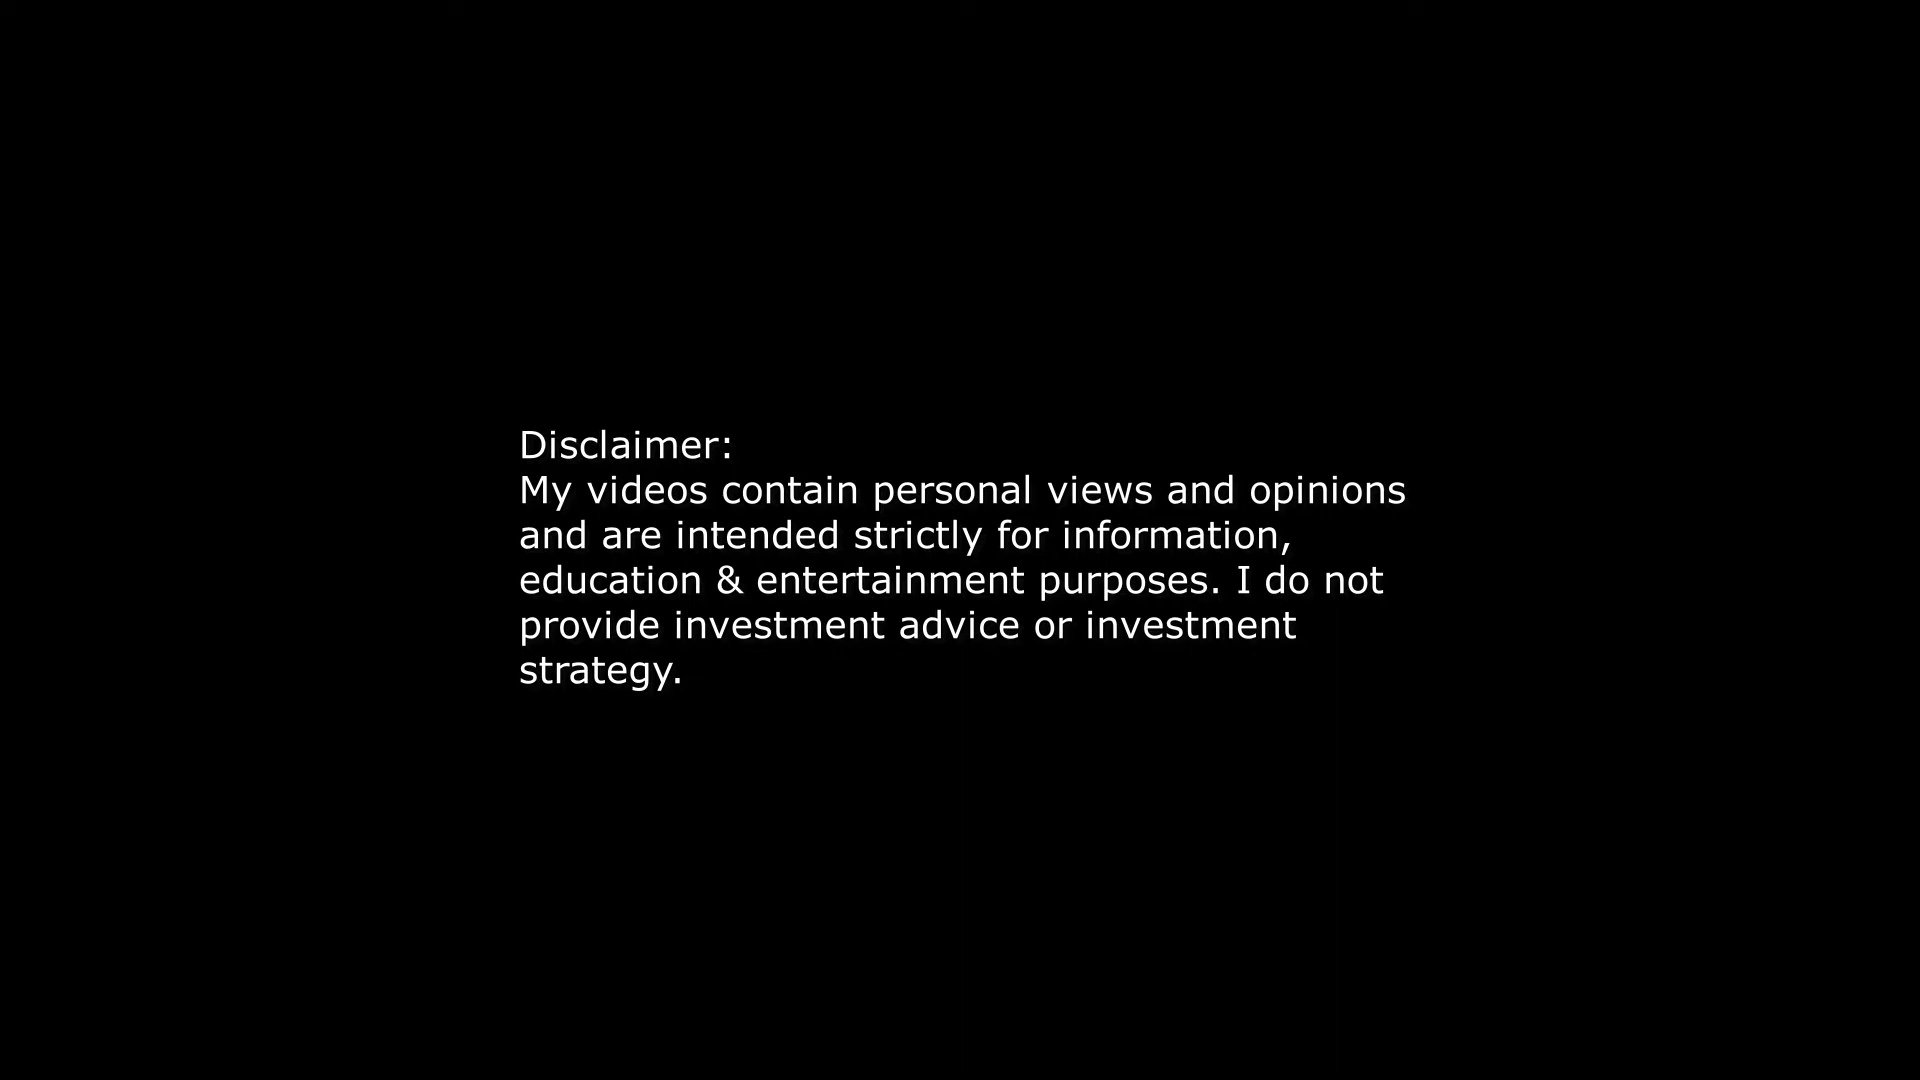 Disclaimer:
My videos contain personal views and opinions
and are intended strictly for information,
education & entertainment purposes. I do not
provide investment advice or investment
strategy.